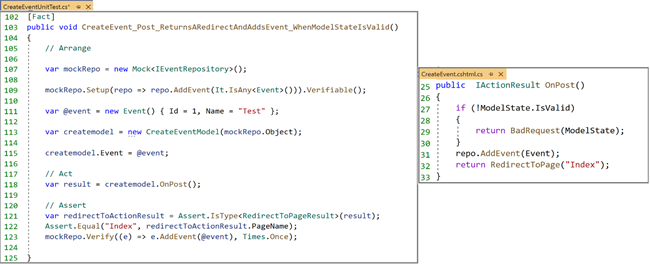 CreateEventUnitTest.cs*
102 [Fact]
103 public void CreateEvent_Post_ReturnsARedirectAndAddsEvent_WhenModelStateIsValid()
104 {
105 // Arrange
106
107 var mockRepo = new Mock<IEventRepository>();
108
109 mockRepo.Setup(repo => repo.AddEvent(It.IsAny<Event>())).Verifiable();
110
111 var @event = new Event() { Id = 1, Name = "Test" };
112
113 var createmodel = new CreateEventModel(mockRepo.Object);
114
115 createmodel.Event = @event;
116
117 // Act
118 var result = createmodel.OnPost();
119
120 // Assert
121 var redirectToActionResult = Assert.IsType<RedirectToPageResult>(result);
122 Assert.Equal("Index", redirectToActionResult.PageName);
123 mockRepo.Verify((e) => e.AddEvent(@event), Times.Once);
124
125 }
CreateEvent.cshtml.cs
25 public IActionResult OnPost()
26 {
27 if (!ModelState.IsValid)
28 {
29 return BadRequest(ModelState);
30 }
31 repo.AddEvent(Event);
32 return RedirectToPage("Index");
33 }